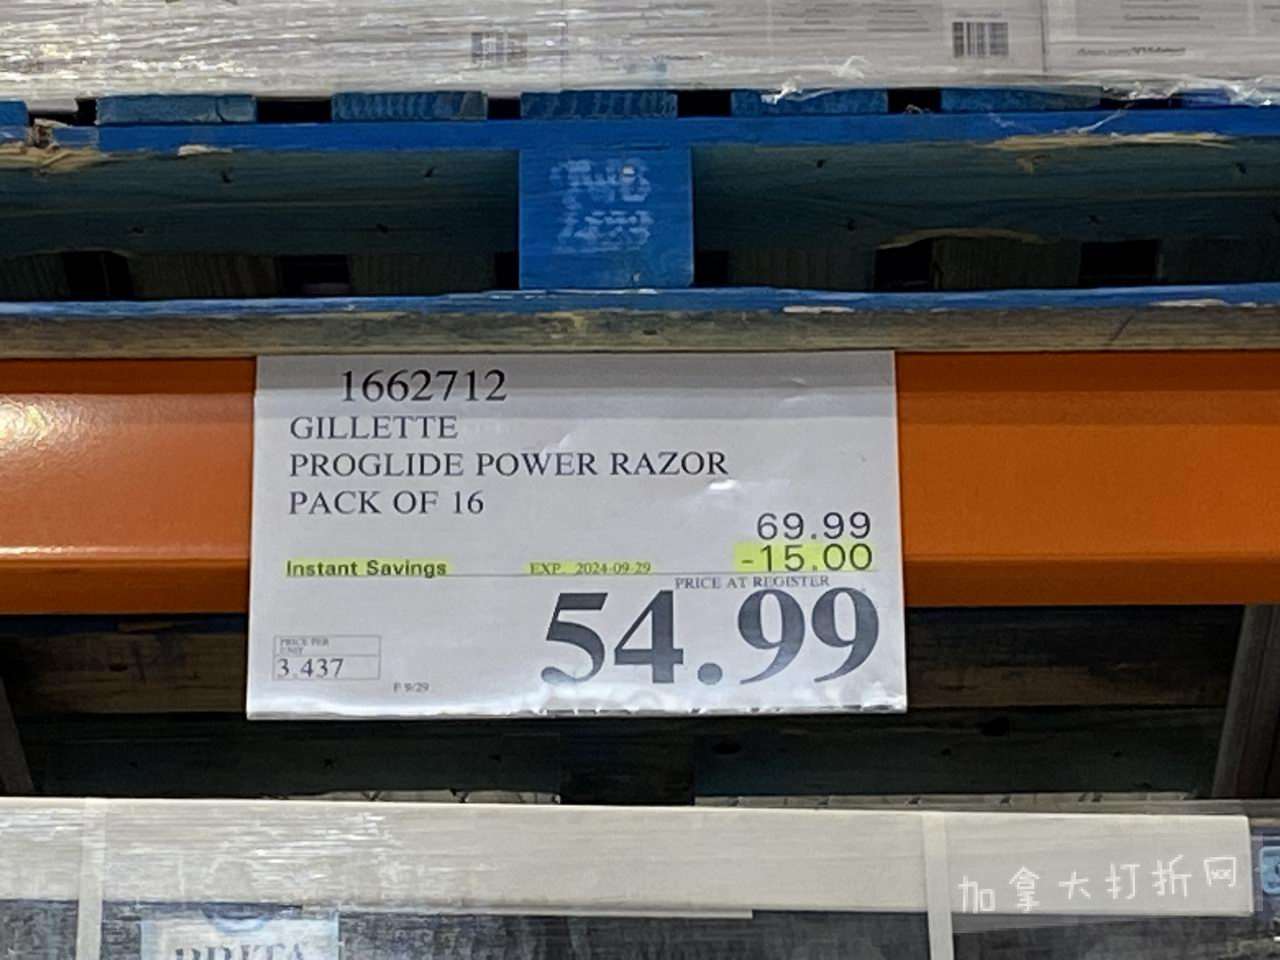 1662712
GILLETTE
PROGLIDE POWER RAZOR
PACK OF 16
69.99
Instant Savings EXP. 2024-09-29 -15.00
PRICE AT REGISTER
54.99
PRICE PER
UNIT
3.437
F 9/29
加拿大打折网
BRITA